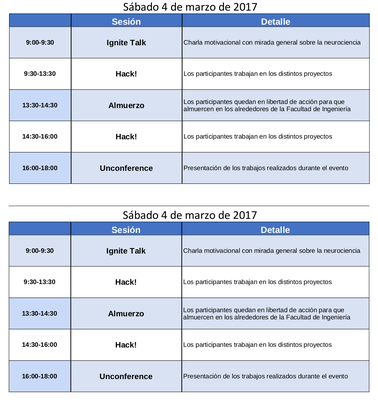 Sábado 4 de marzo de 2017
Sesión Detalle
9:00-9:30 Ignite Talk Charla motivacional con mirada general sobre la neurociencia
9:30-13:30 Hack! Los participantes trabajan en los distintos proyectos
13:30-14:30 Almuerzo Los participantes quedan en libertad de acción para que
almuercen en los alrededores de la Facultad de Ingeniería
14:30-16:00 Hack! Los participantes trabajan en los distintos proyectos
16:00-18:00 Unconference Presentación de los trabajos realizados durante el evento
Sábado 4 de marzo de 2017
Sesión Detalle
9:00-9:30 Ignite Talk Charla motivacional con mirada general sobre la neurociencia
9:30-13:30 Hack! Los participantes trabajan en los distintos proyectos
13:30-14:30 Almuerzo Los participantes quedan en libertad de acción para que
almuercen en los alrededores de la Facultad de Ingeniería
14:30-16:00 Hack! Los participantes trabajan en los distintos proyectos
16:00-18:00 Unconference Presentación de los trabajos realizados durante el evento